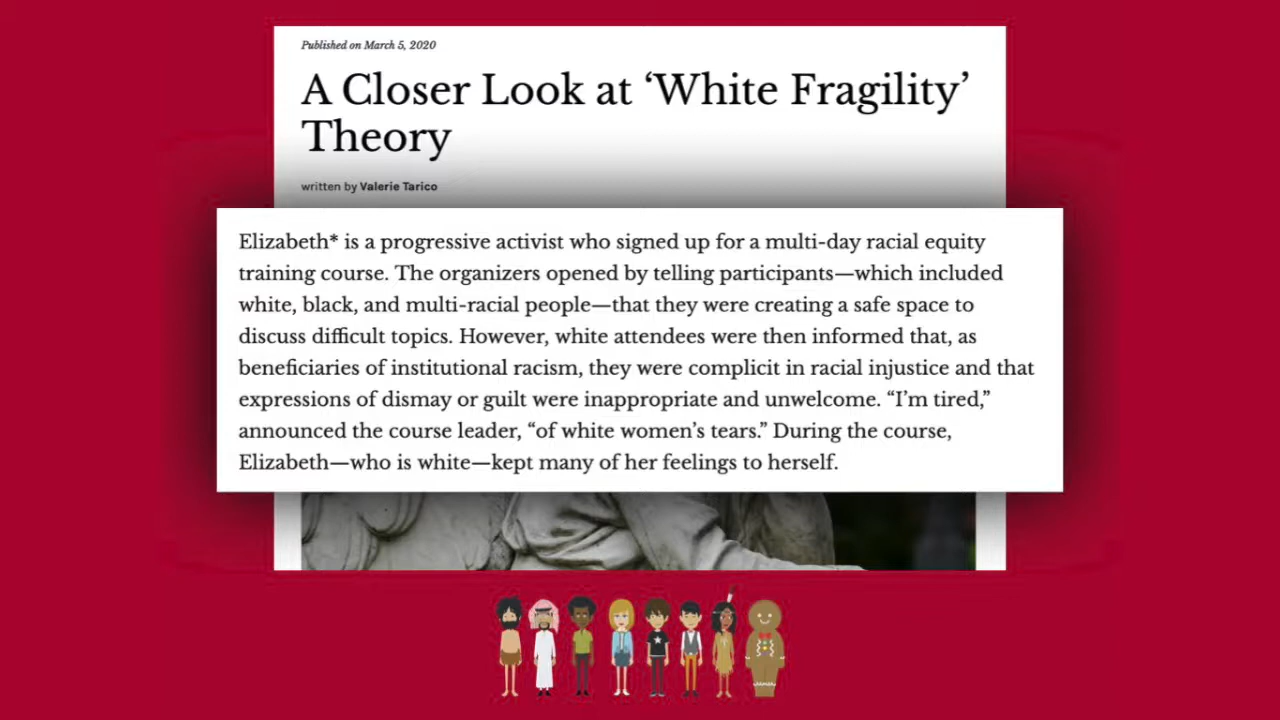 Published on March 5, 2020
A Closer Look at ‘White Fragility’
Theory
written by Valerie Tarico
Elizabeth* is a progressive activist who signed up for a multi-day racial equity
training course. The organizers opened by telling participants—which included
white, black, and multi-racial people—that they were creating a safe space to
discuss difficult topics. However, white attendees were then informed that, as
beneficiaries of institutional racism, they were complicit in racial injustice and that
expressions of dismay or guilt were inappropriate and unwelcome. “I’m tired,”
announced the course leader, “of white women’s tears.” During the course,
Elizabeth—who is white—kept many of her feelings to herself.